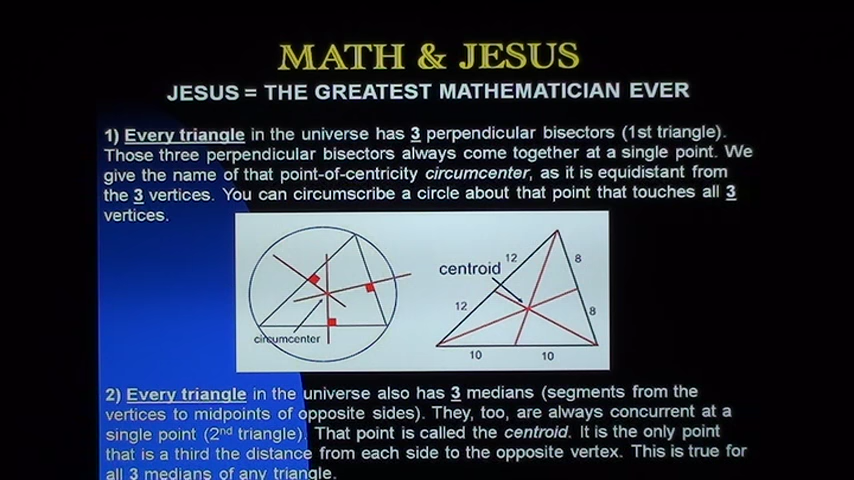 MATH & JESUS
JESUS = THE GREATEST MATHEMATICIAN EVER
1) Every triangle in the universe has 3 perpendicular bisectors (1st triangle).
Those three perpendicular bisectors always come together at a single point. We
give the name of that point-of-centricity circumcenter, as it is equidistant from
the 3 vertices. You can circumscribe a circle about that point that touches all 3
vertices.
circumcenter
centroid
12
8
12
8
10
10
2) Every triangle in the universe also has 3 medians (segments from the
vertices to midpoints of opposite sides). They, too, are always concurrent at a
single point (2nd triangle). That point is called the centroid. It is the only point
that is a third the distance from each side to the opposite vertex. This is true for
all 3 medians of any triangle.